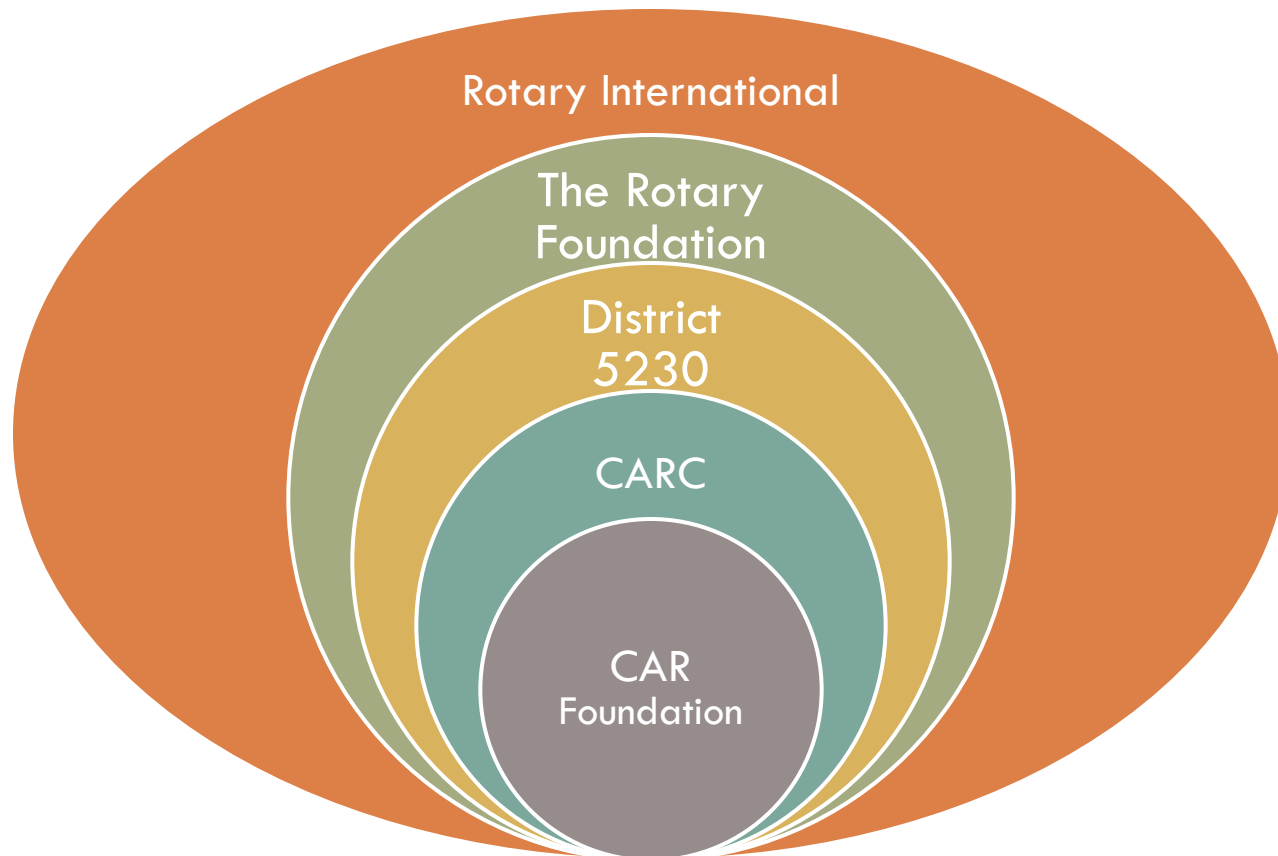 Rotary International
The Rotary
Foundation
District
5230
CARC
CAR
Foundation